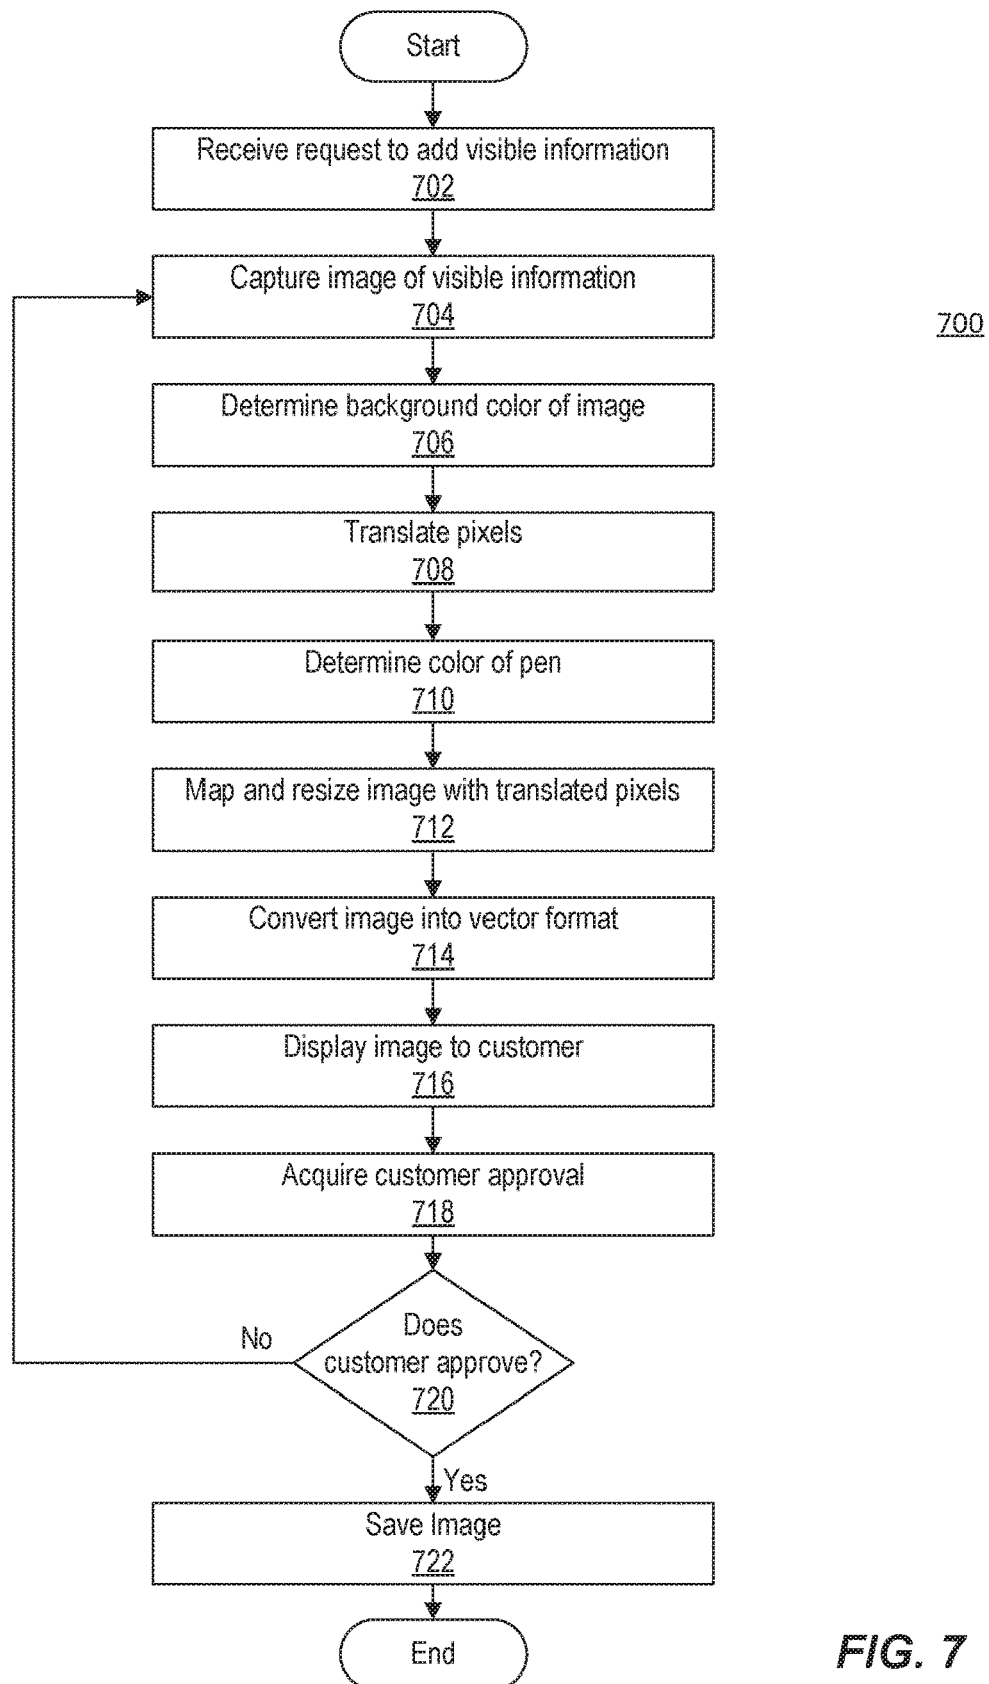 Start
Receive request to add visible information
702
Capture image of visible information
704
700
Determine background color of image
706
Translate pixels
708
Determine color of pen
710
Map and resize image with translated pixels
712
Convert image into vector format
714
Display image to customer
716
Acquire customer approval
718
Does
customer approve?
720
No
Yes
Save Image
722
End
FIG. 7